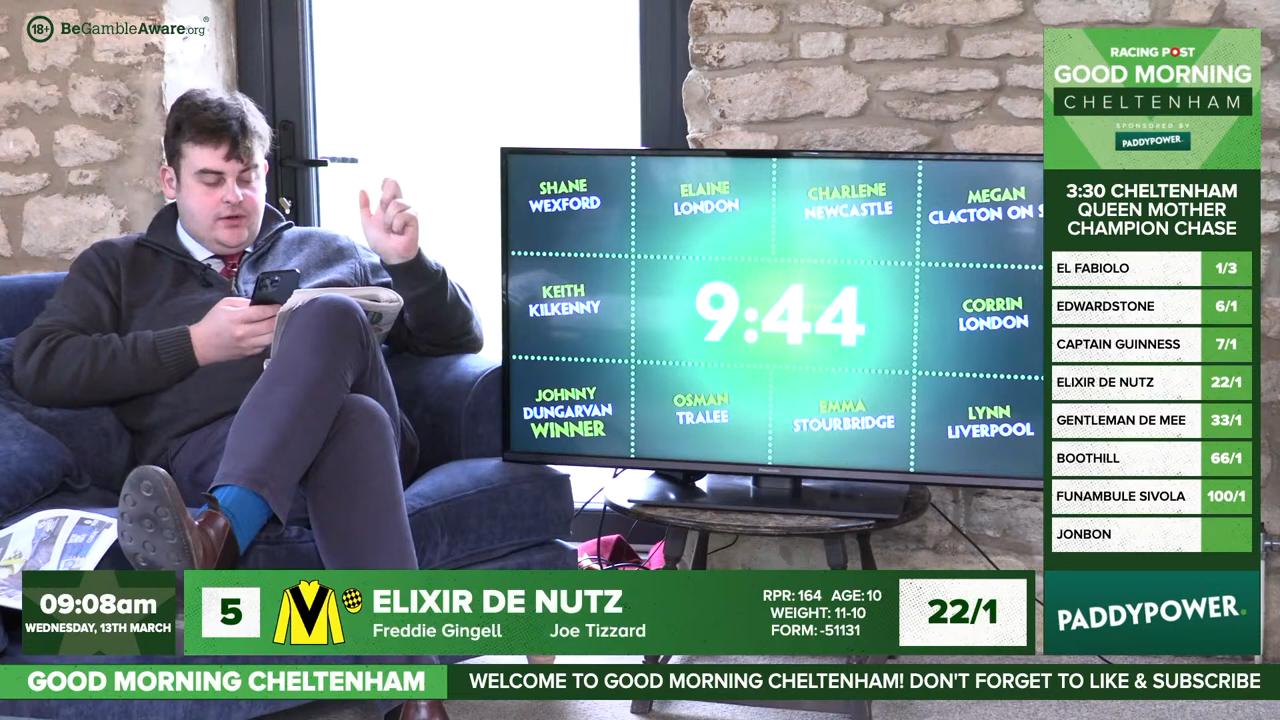 18+ BeGambleAware.org®
RACING POST
GOOD MORNING
CHELTENHAM
SPONSORED BY
PADDYPOWER.
3:30 CHELTENHAM
QUEEN MOTHER
CHAMPION CHASE
EL FABIOLO 1/3
EDWARDSTONE 6/1
CAPTAIN GUINNESS 7/1
ELIXIR DE NUTZ 22/1
GENTLEMAN DE MEE 33/1
BOOTHILL 66/1
FUNAMBULE SIVOLA 100/1
JONBON
SHANE
WEXFORD
ELAINE
LONDON
CHARLENE
NEWCASTLE
MEGAN
CLACTON ON S
KEITH
KILKENNY
9:44
CORRIN
LONDON
JOHNNY
DUNGARVAN
WINNER
OSMAN
TRALEE
EMMA
STOURBRIDGE
LYNN
LIVERPOOL
Panasonic
09:08am
WEDNESDAY, 13TH MARCH
5
ELIXIR DE NUTZ
Freddie Gingell Joe Tizzard
RPR: 164 AGE: 10
WEIGHT: 11-10
FORM: -51131
22/1
PADDYPOWER.
GOOD MORNING CHELTENHAM
WELCOME TO GOOD MORNING CHELTENHAM! DON'T FORGET TO LIKE & SUBSCRIBE